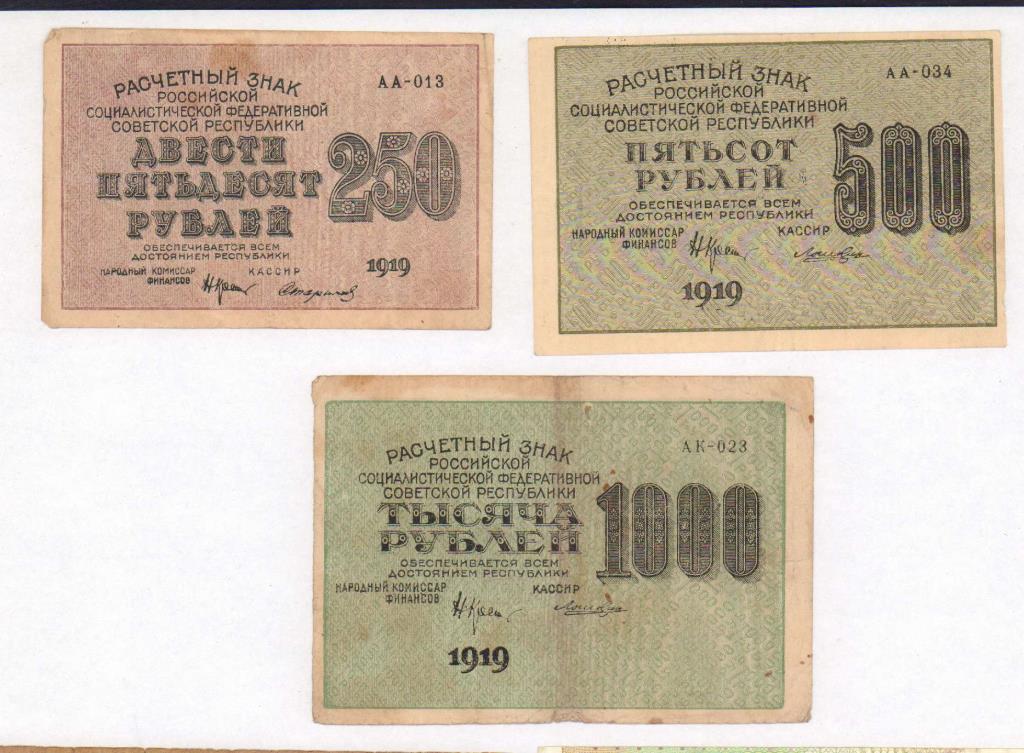 РАСЧЕТНЫЙ ЗНАК
АА-013
РОССИЙСКОЙ
СОЦИАЛИСТИЧЕСКОЙ ФЕДЕРАТИВНОЙ
СОВЕТСКОЙ РЕСПУБЛИКИ
ДВЕСТИ
ПЯТЬДЕСЯТ
РУБЛЕЙ
250
ОБЕСПЕЧИВАЕТСЯ ВСЕМ
ДОСТОЯНИЕМ РЕСПУБЛИКИ
НАРОДНЫЙ КОМИССАР
ФИНАНСОВ
КАССИР
1919
РАСЧЕТНЫЙ ЗНАК
АА-034
РОССИЙСКОЙ
СОЦИАЛИСТИЧЕСКОЙ ФЕДЕРАТИВНОЙ
СОВЕТСКОЙ РЕСПУБЛИКИ
ПЯТЬСОТ
РУБЛЕЙ
500
ОБЕСПЕЧИВАЕТСЯ ВСЕМ
ДОСТОЯНИЕМ РЕСПУБЛИКИ
НАРОДНЫЙ КОМИССАР
ФИНАНСОВ
КАССИР
1919
РАСЧЕТНЫЙ ЗНАК
АК-023
РОССИЙСКОЙ
СОЦИАЛИСТИЧЕСКОЙ ФЕДЕРАТИВНОЙ
СОВЕТСКОЙ РЕСПУБЛИКИ
ТЫСЯЧА
РУБЛЕЙ
1000
ОБЕСПЕЧИВАЕТСЯ ВСЕМ
ДОСТОЯНИЕМ РЕСПУБЛИКИ
НАРОДНЫЙ КОМИССАР
ФИНАНСОВ
КАССИР
1919